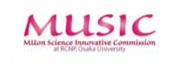 MUSIC
MUon Science Innovative Commission
at RCNP, Osaka University